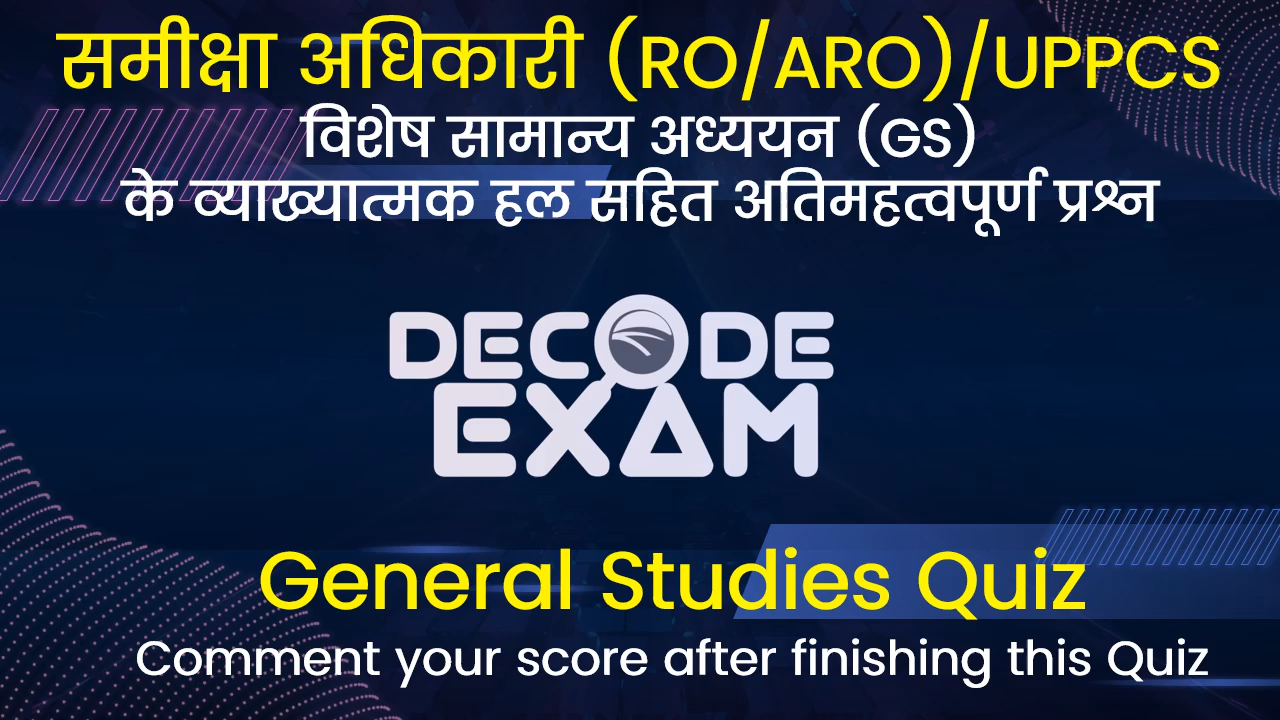 समीक्षा अधिकारी (RO/ARO)/UPPCS
विशेष सामान्य अध्ययन (GS)
के व्याख्यात्मक हल सहित अतिमहत्वपूर्ण प्रश्न
DECODE
EXAM
General Studies Quiz
Comment your score after finishing this Quiz